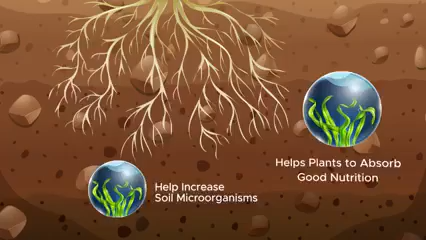 Helps Plants to Absorb
Good Nutrition
Help Increase
Soil Microorganisms